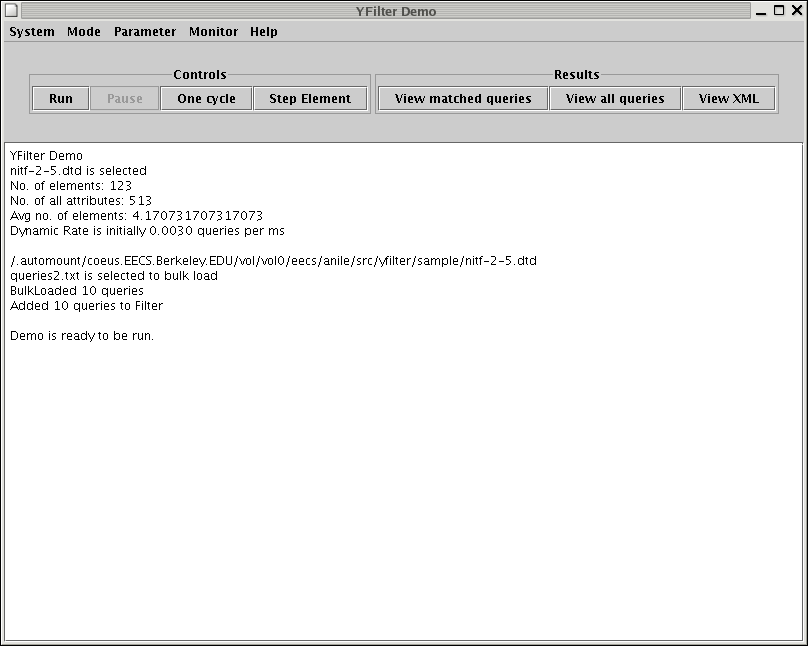 YFilter Demo
System Mode Parameter Monitor Help
Controls Results
Run Pause One cycle Step Element View matched queries View all queries View XML
YFilter Demo
nitf-2-5.dtd is selected
No. of elements: 123
No. of all attributes: 513
Avg no. of elements: 4.170731707317073
Dynamic Rate is initially 0.0030 queries per ms
/.automount/coeus.EECS.Berkeley.EDU/vol/vol0/eecs/anile/src/yfilter/sample/nitf-2-5.dtd
queries2.txt is selected to bulk load
BulkLoaded 10 queries
Added 10 queries to Filter
Demo is ready to be run.